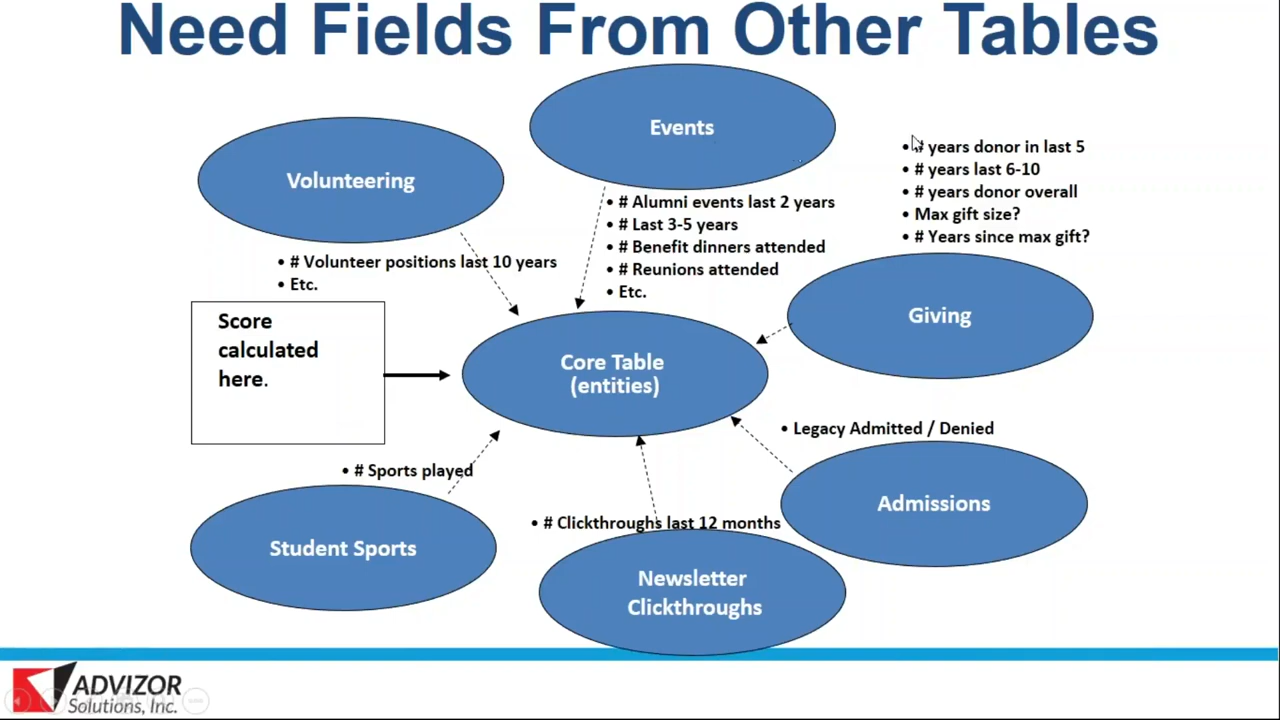 Need Fields From Other Tables
Events
Volunteering
• # years donor in last 5
• # years last 6-10
• # years donor overall
• Max gift size?
• # Years since max gift?
• # Alumni events last 2 years
• # Last 3-5 years
• # Benefit dinners attended
• # Reunions attended
• Etc.
• # Volunteer positions last 10 years
• Etc.
Giving
Score
calculated
here.
Core Table
(entities)
• Legacy Admitted / Denied
Admissions
• # Sports played
Student Sports
• # Clickthroughs last 12 months
Newsletter
Clickthroughs
ADVIZOR
Solutions, Inc.